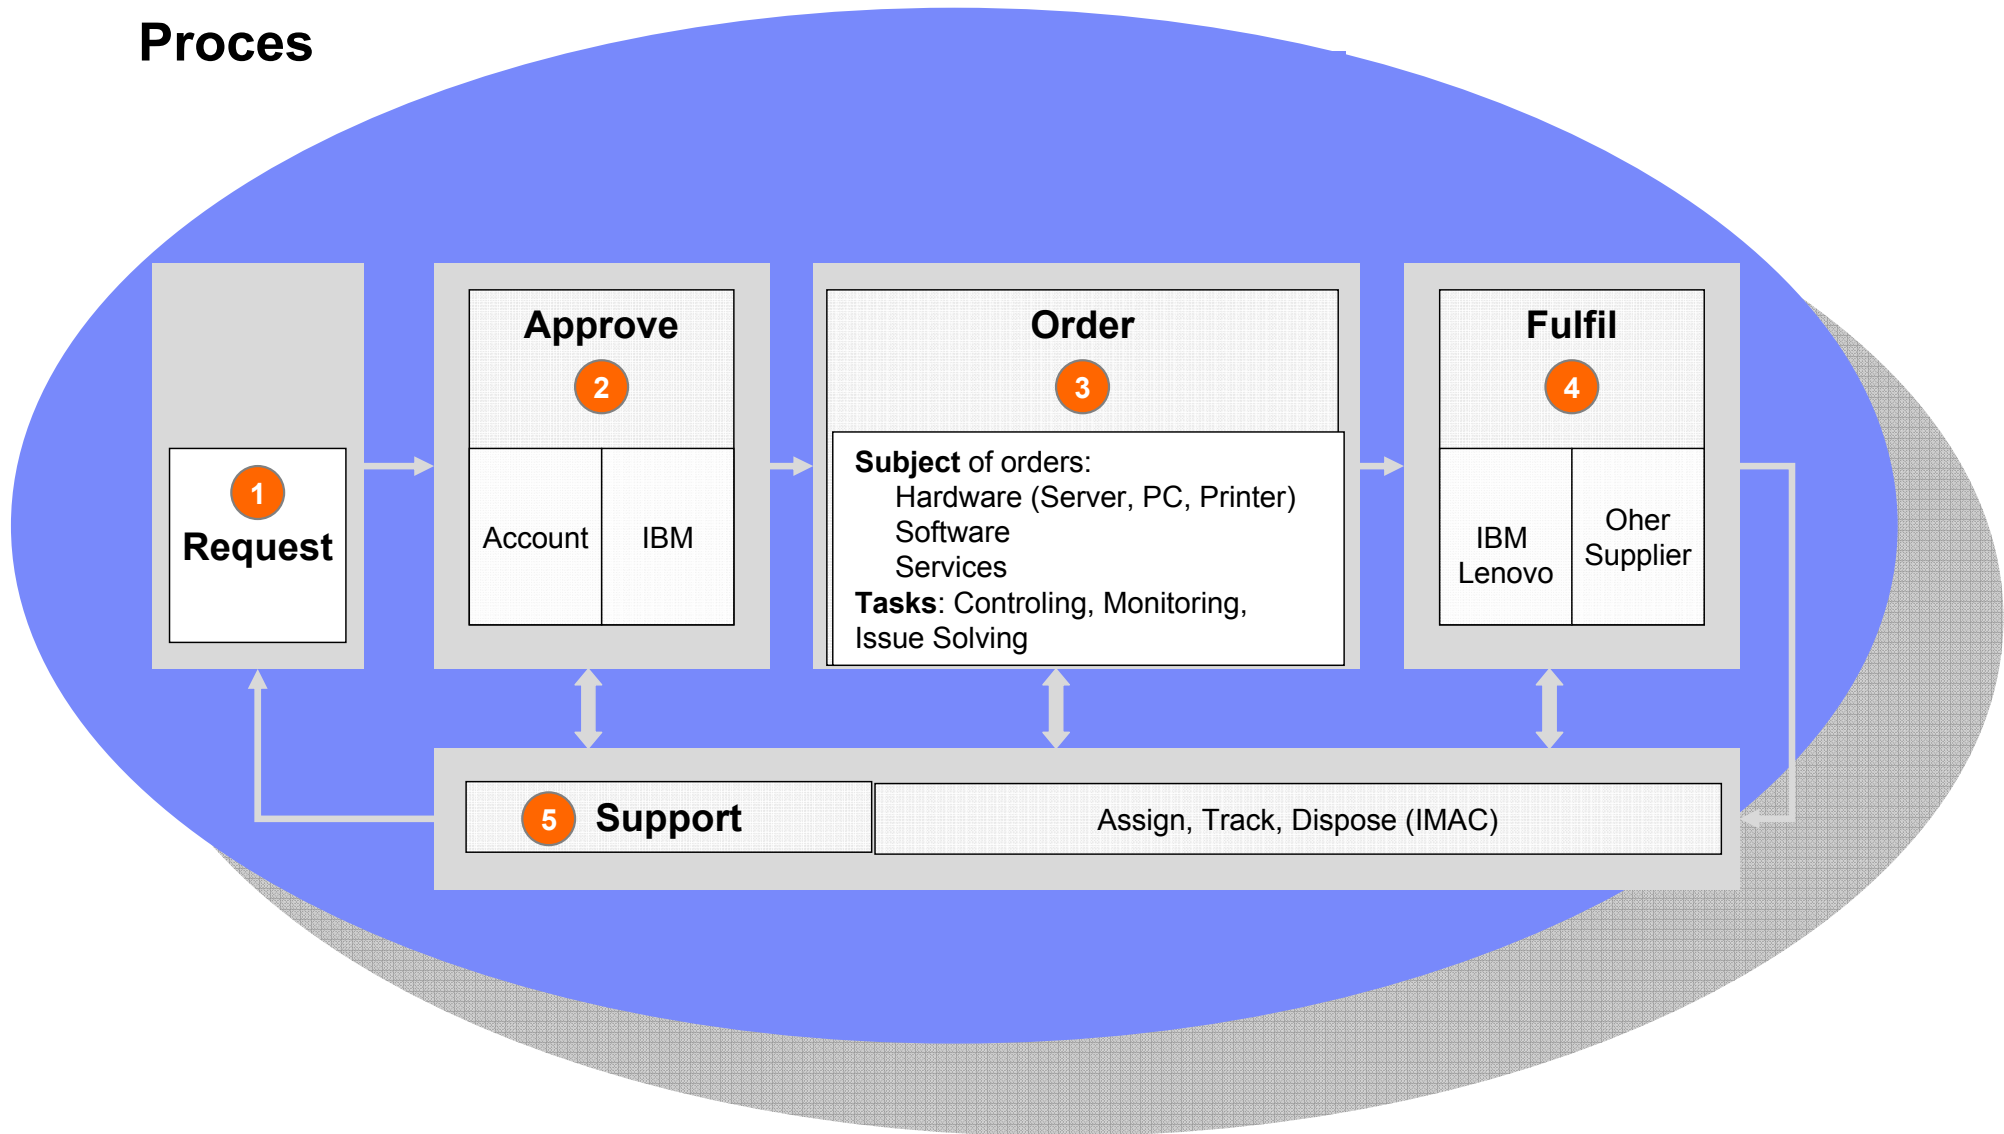 Proces
1
Request
Approve
2
Account
IBM
Order
3
Subject of orders:
Hardware (Server, PC, Printer)
Software
Services
Tasks: Controling, Monitoring,
Issue Solving
Fulfil
4
IBM
Lenovo
Oher
Supplier
5
Support
Assign, Track, Dispose (IMAC)